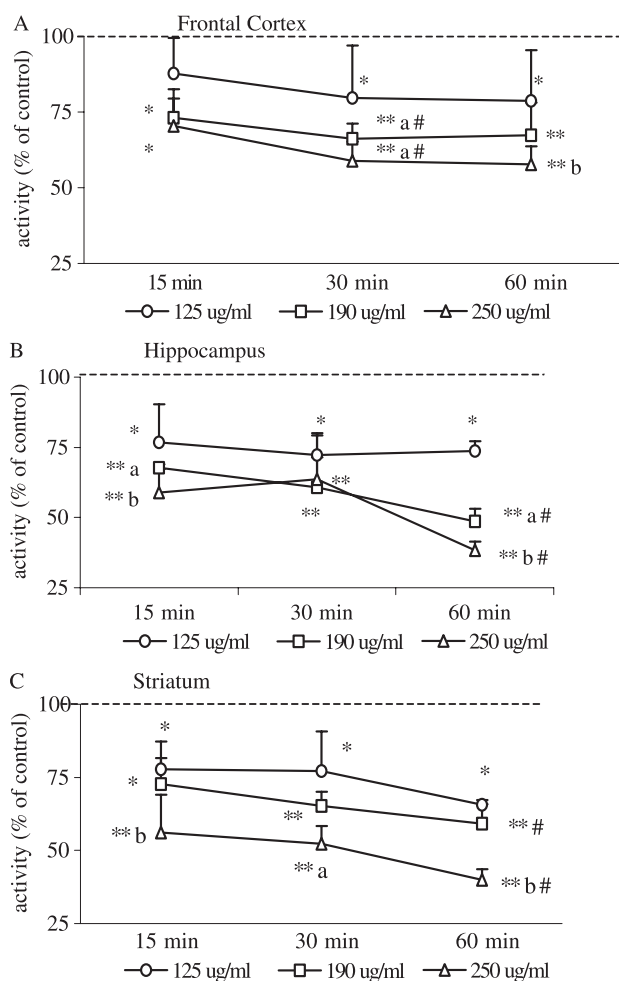 A Frontal Cortex
100
75
50
25
activity (% of control)
*
*
*
** a #
** a #
*
**
** b
15 min 30 min 60 min
125 ug/ml 190 ug/ml 250 ug/ml
B Hippocampus
100
75
50
25
activity (% of control)
*
** a
** b
*
**
**
*
** a #
** b #
15 min 30 min 60 min
125 ug/ml 190 ug/ml 250 ug/ml
C Striatum
100
75
50
25
activity (% of control)
*
*
** b
*
**
** a
*
** #
** b #
15 min 30 min 60 min
125 ug/ml 190 ug/ml 250 ug/ml